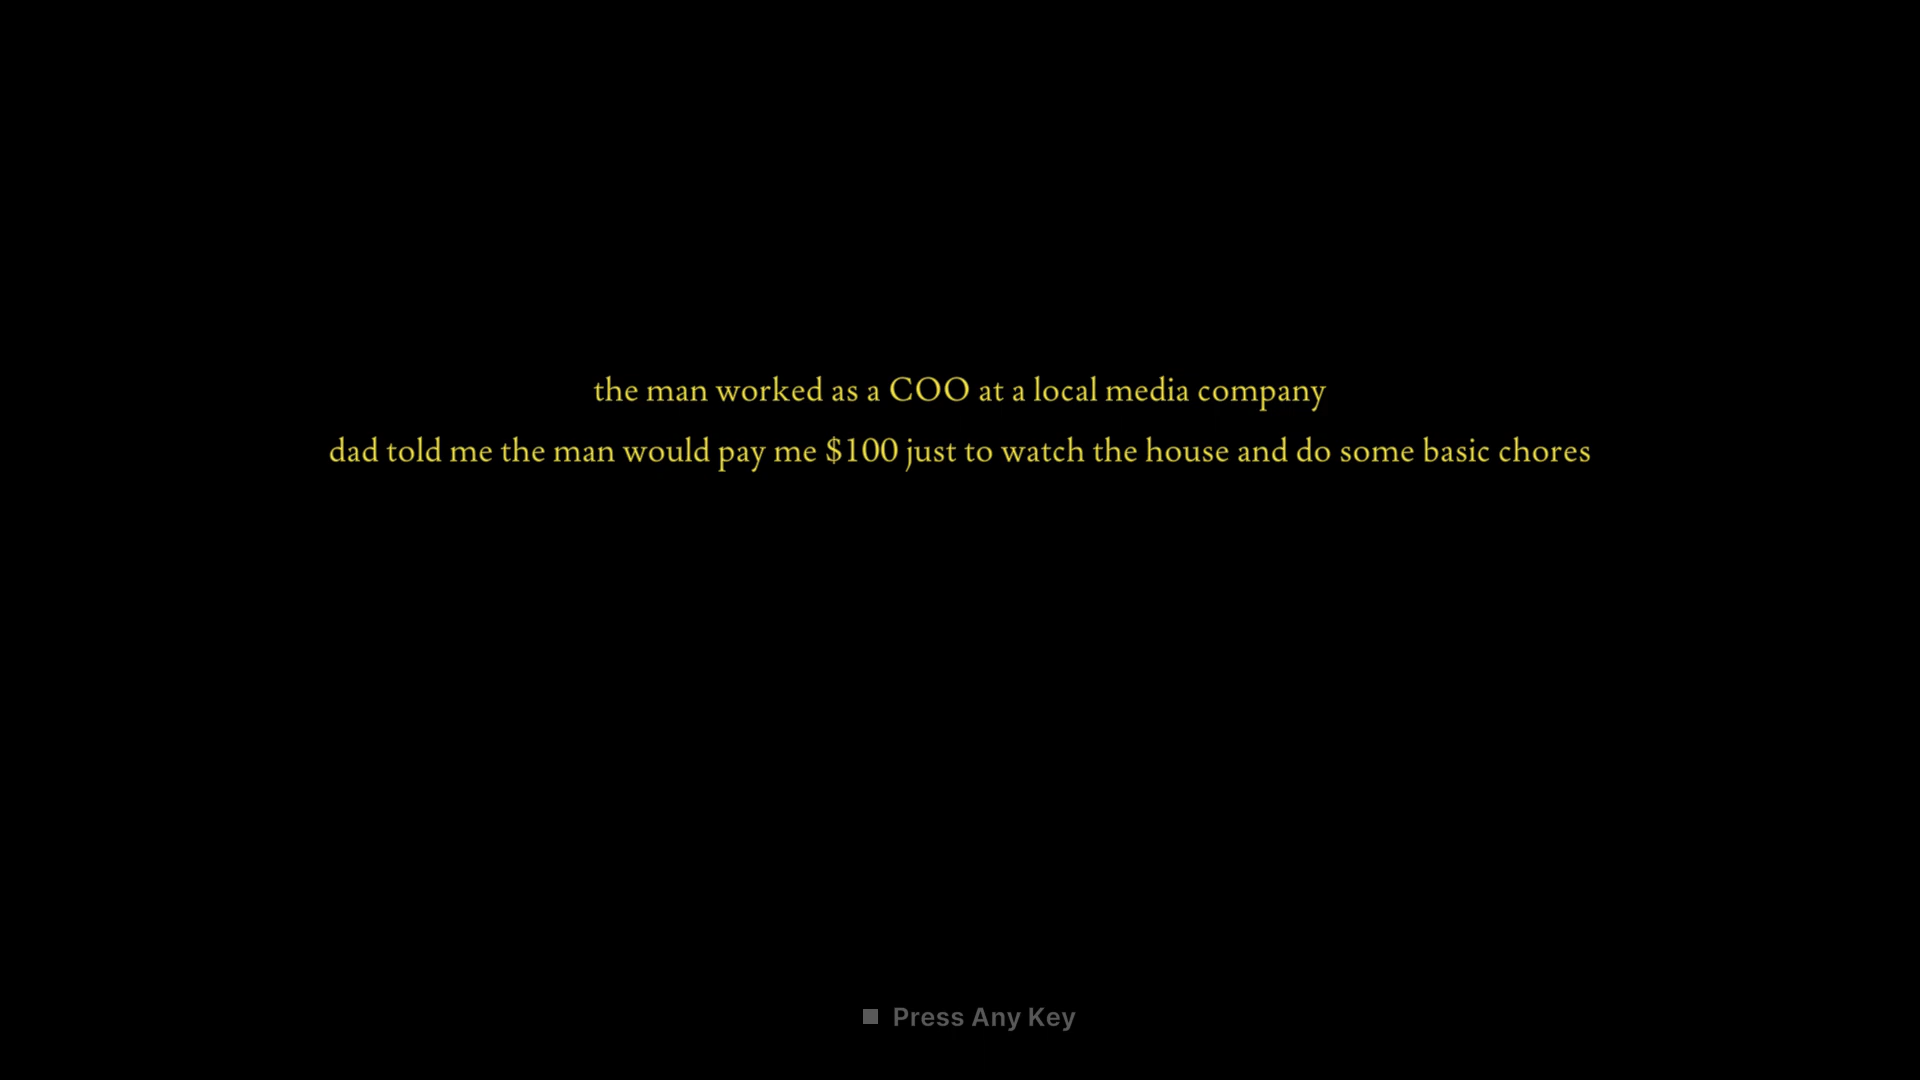 the man worked as a COO at a local media company
dad told me the man would pay me $100 just to watch the house and do some basic chores
Press Any Key